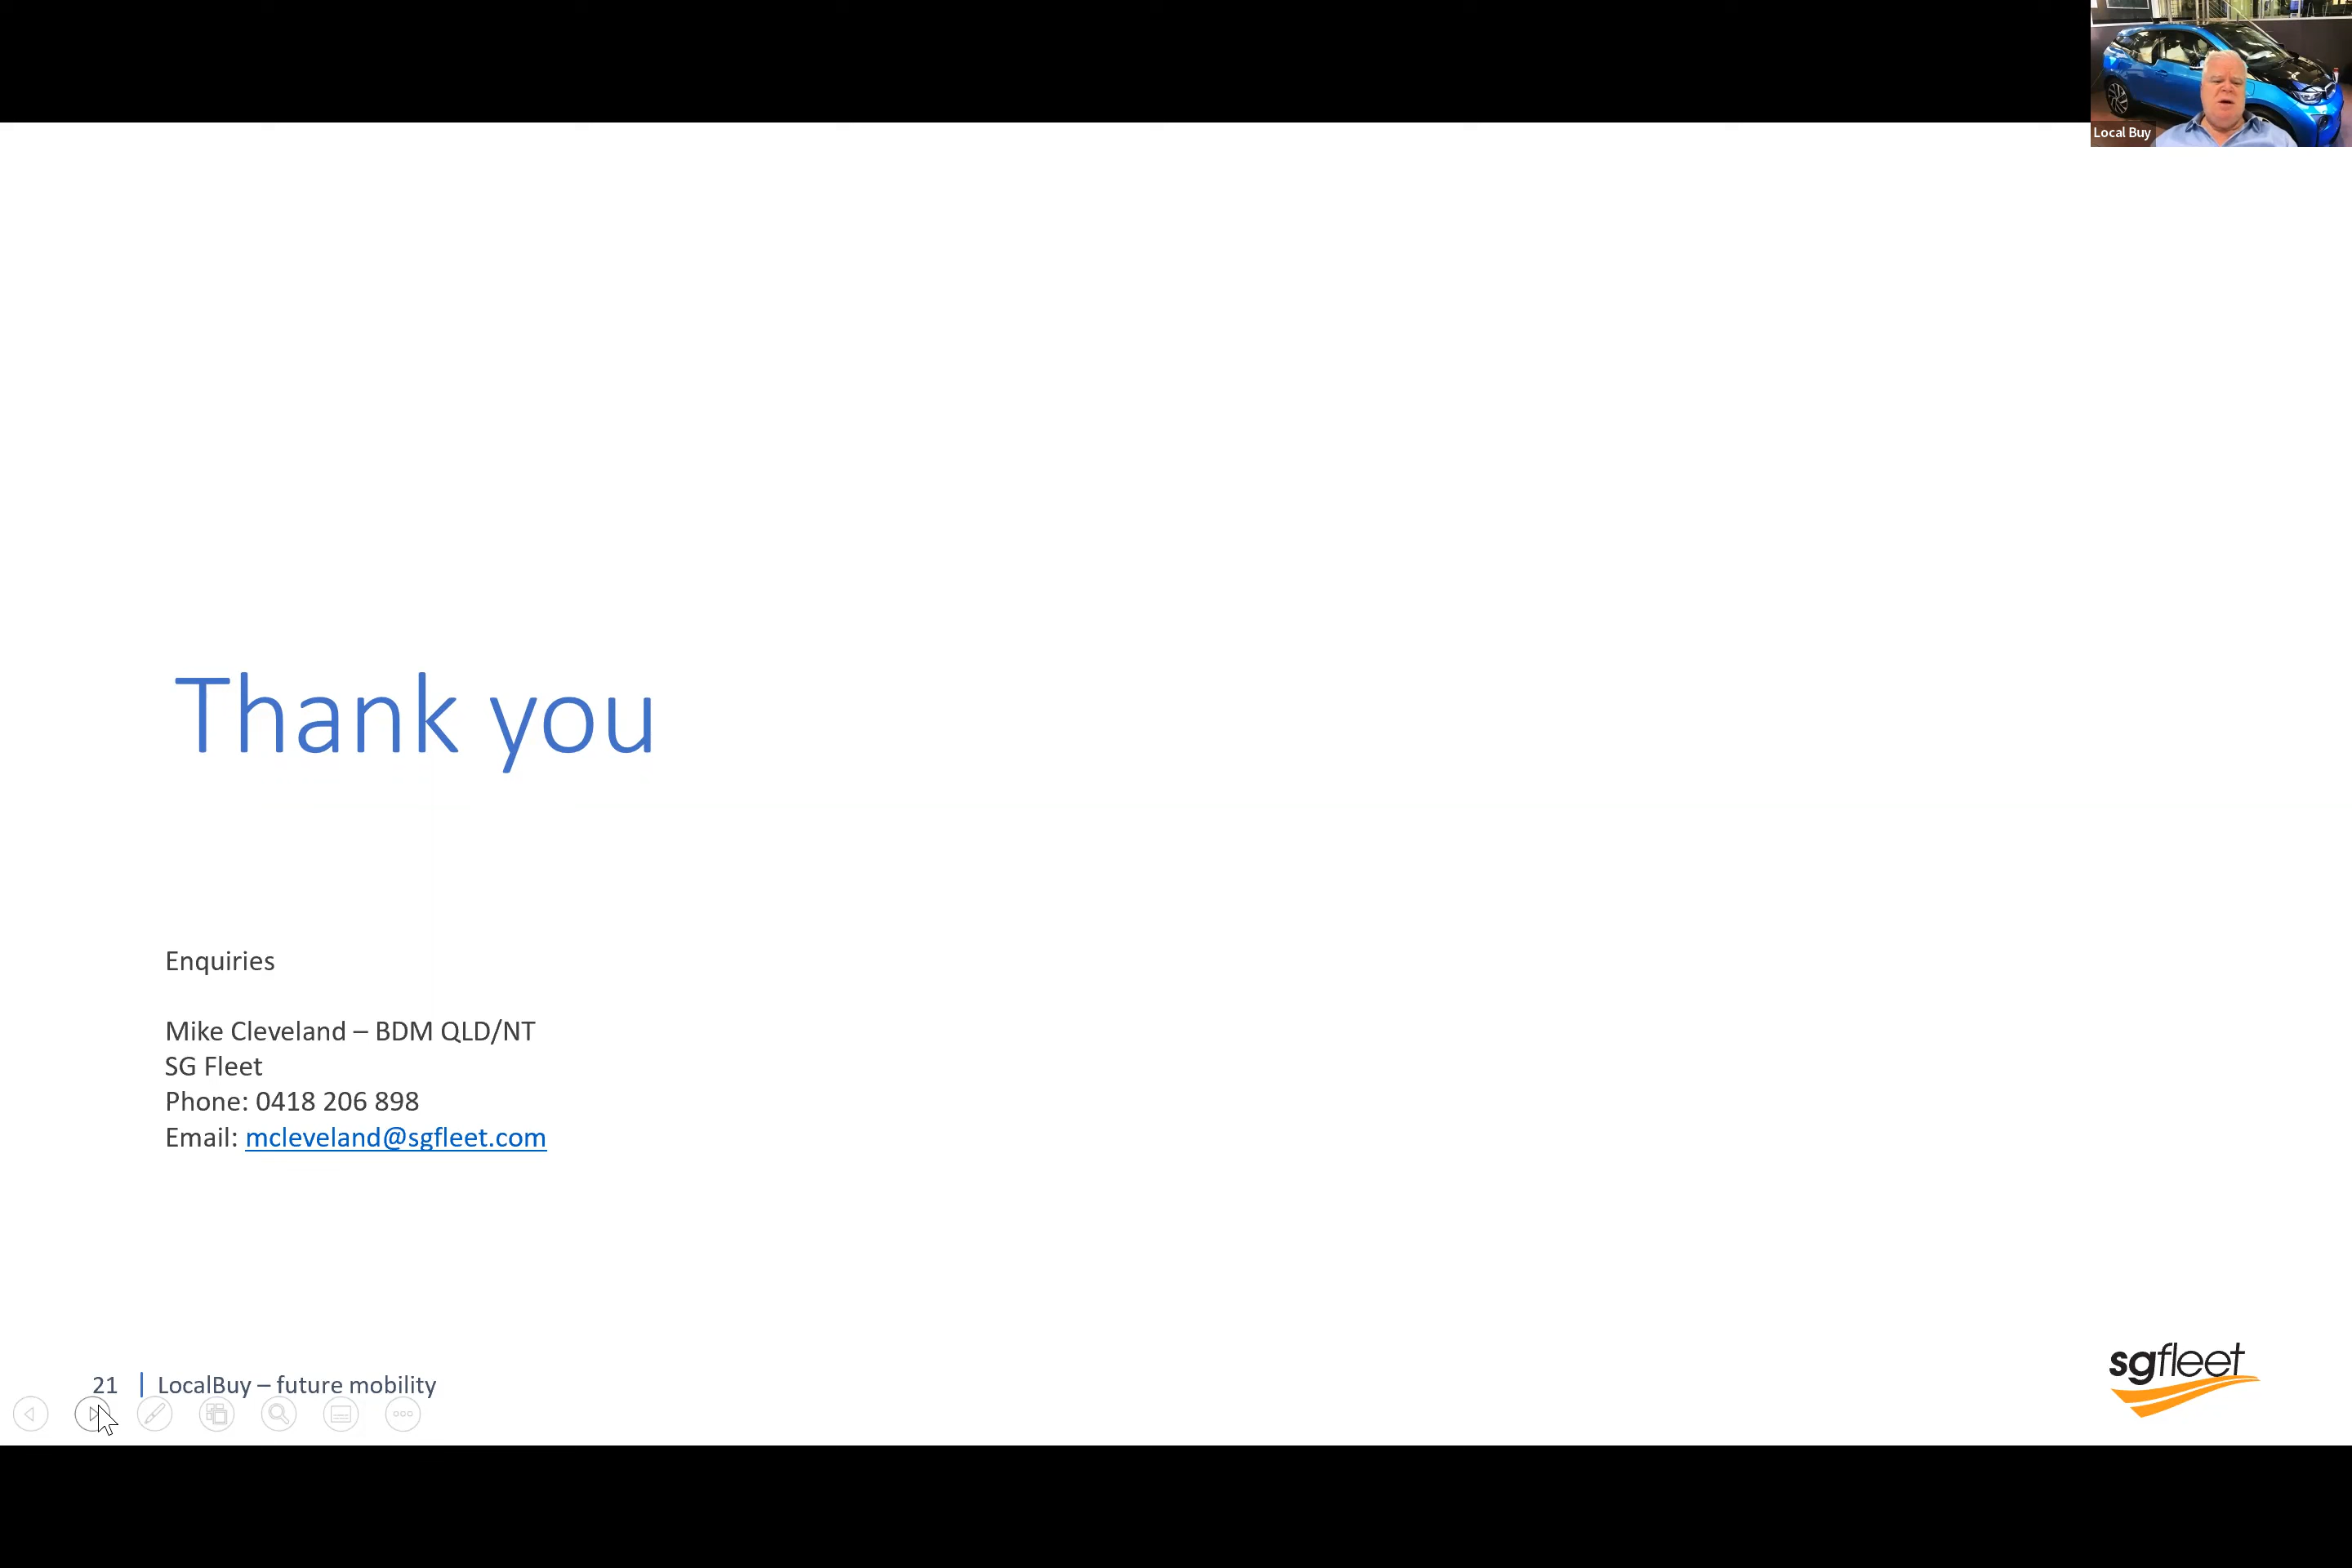 Local Buy
Thank you
Enquiries
Mike Cleveland – BDM QLD/NT
SG Fleet
Phone: 0418 206 898
Email: mcleveland@sgfleet.com
21
LocalBuy – future mobility
sgfleet